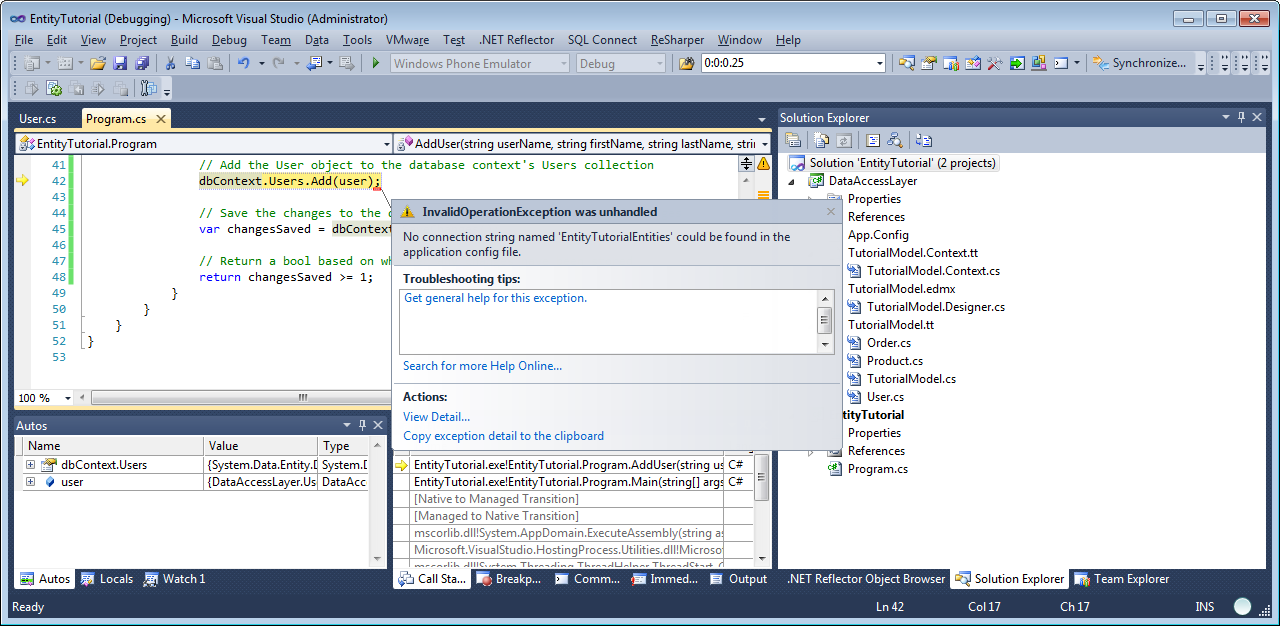 EntityTutorial (Debugging) - Microsoft Visual Studio (Administrator)
File Edit View Project Build Debug Team Data Tools VMware Test .NET Reflector SQL Connect ReSharper Window Help
Windows Phone Emulator Debug 0:0:0.25 Synchronize...
User.cs Program.cs
EntityTutorial.Program AddUser(string userName, string firstName, string lastName, stri
41 // Add the User object to the database context's Users collection
42 dbContext.Users.Add(user);
43
44 // Save the changes to the
45 var changesSaved = dbContext
46
47 // Return a bool based on
48 return changesSaved >= 1;
49 }
50 }
51 }
52 }
53
100 %
InvalidOperationException was unhandled
No connection string named 'EntityTutorialEntities' could be found in the
application config file.
Troubleshooting tips:
Get general help for this exception.
Search for more Help Online...
Actions:
View Detail...
Copy exception detail to the clipboard
Autos
Name Value Type
dbContext.Users {System.Data.Entity.D System.D
user {DataAccessLayer.Us DataAcc
Autos Locals Watch 1
EntityTutorial.exe!EntityTutorial.Program.AddUser(string us C#
EntityTutorial.exe!EntityTutorial.Program.Main(string[] args C#
[Native to Managed Transition]
[Managed to Native Transition]
mscorlib.dll!System.AppDomain.ExecuteAssembly(string as
Microsoft.VisualStudio.HostingProcess.Utilities.dll!Microso
mscorlib.dll!System.Threading.ThreadHelper.ThreadStart_C
Call Sta... Breakp... Comm... Immed... Output
Solution Explorer
Solution 'EntityTutorial' (2 projects)
DataAccessLayer
Properties
References
App.Config
TutorialModel.Context.tt
TutorialModel.Context.cs
TutorialModel.edmx
TutorialModel.Designer.cs
TutorialModel.tt
Order.cs
Product.cs
TutorialModel.cs
User.cs
tityTutorial
Properties
References
Program.cs
.NET Reflector Object Browser Solution Explorer Team Explorer
Ready Ln 42 Col 17 Ch 17 INS